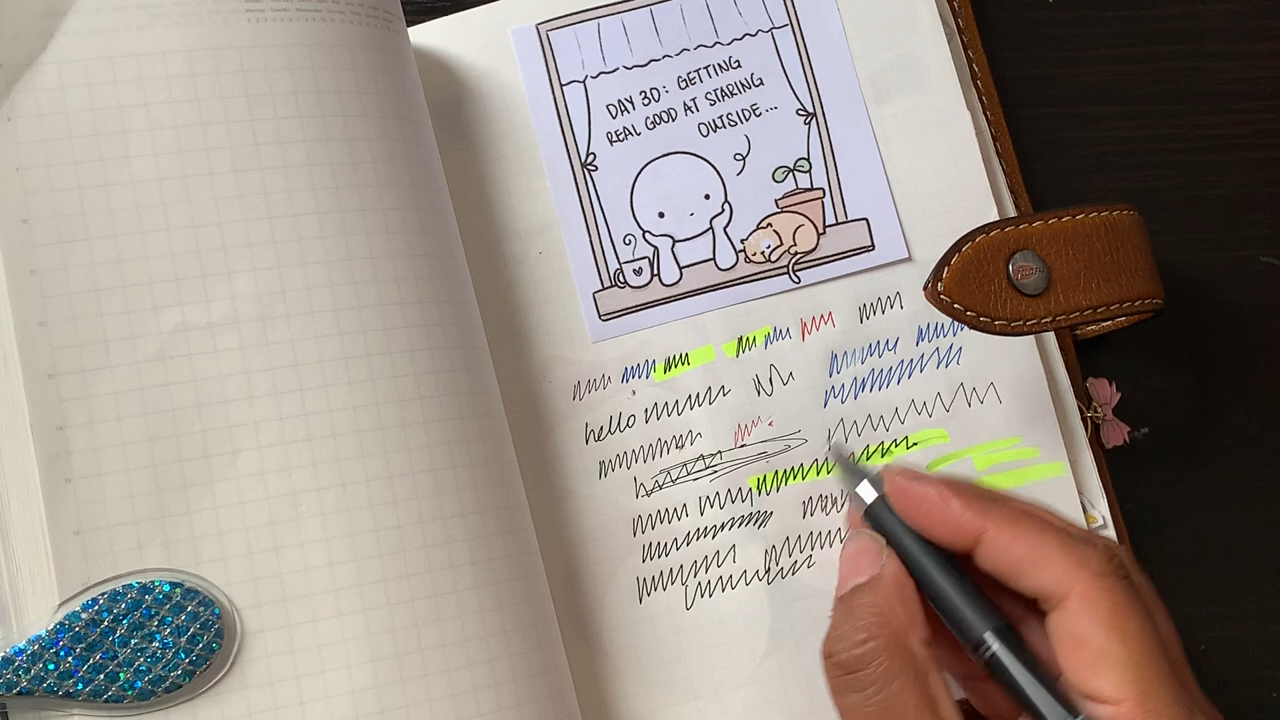 DAY 30: GETTING
REAL GOOD AT STARING
OUTSIDE...
hello